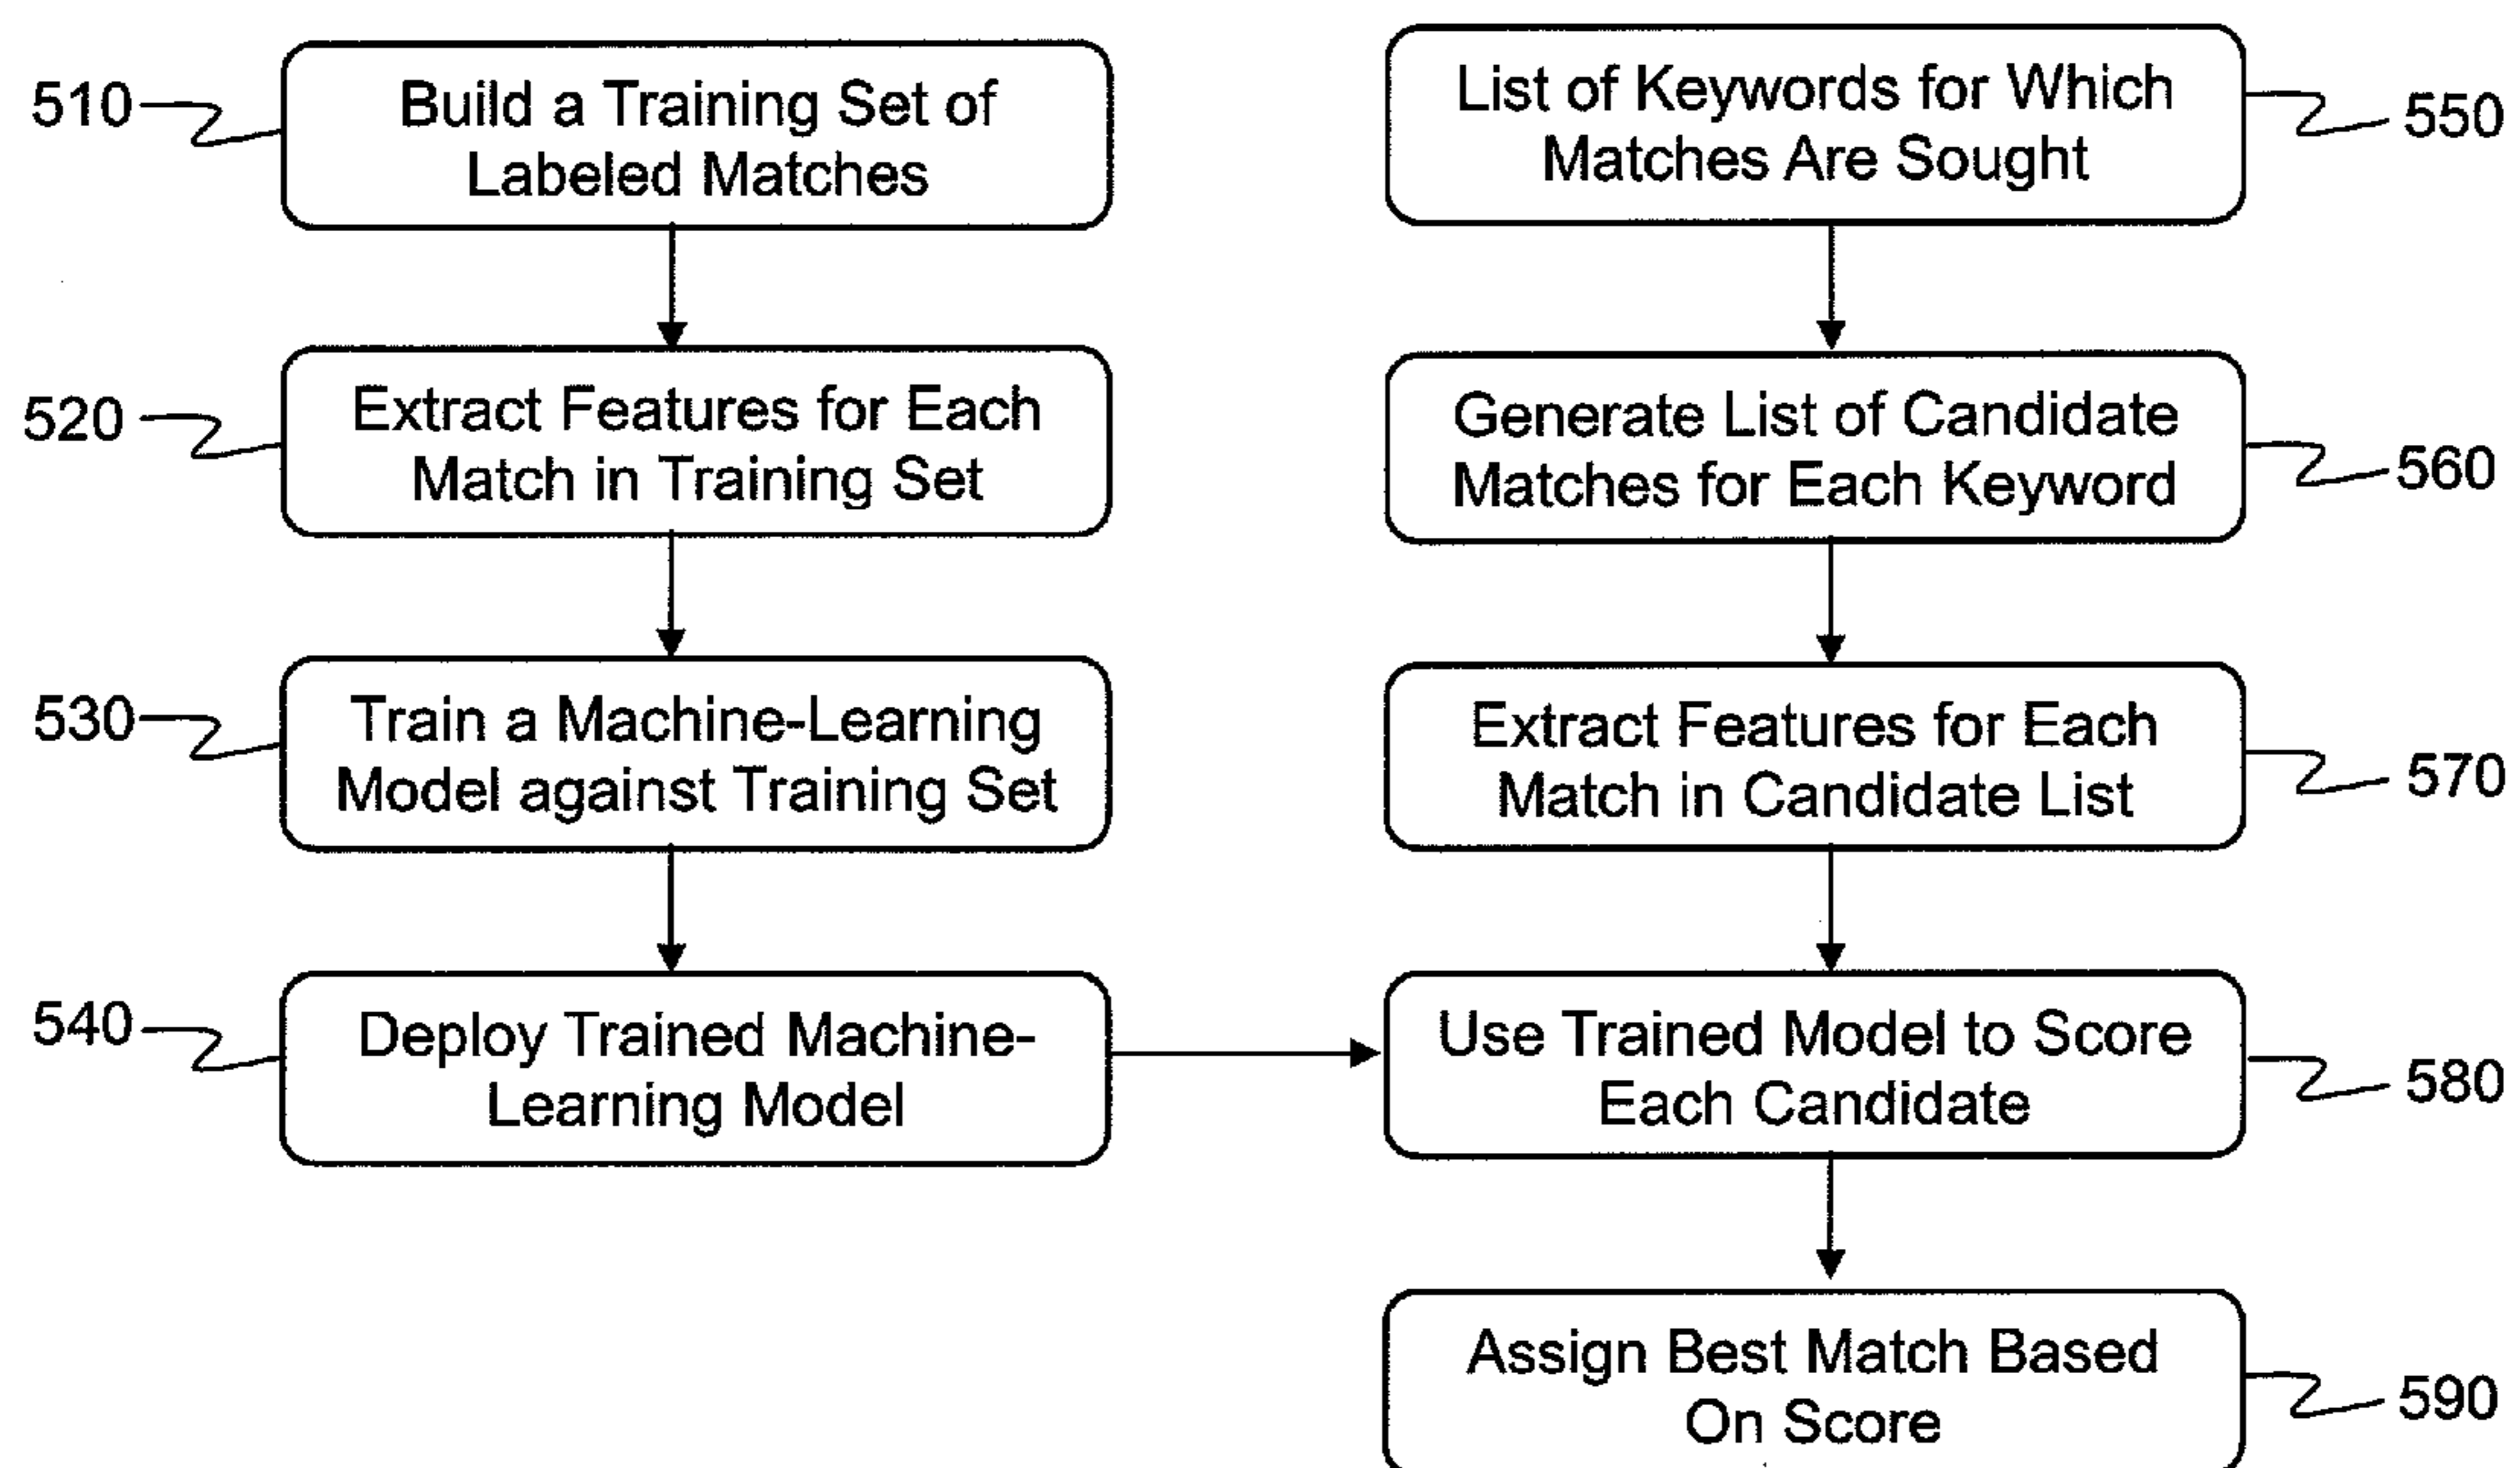 510
Build a Training Set of
Labeled Matches
520
Extract Features for Each
Match in Training Set
530
Train a Machine-Learning
Model against Training Set
540
Deploy Trained Machine-
Learning Model
List of Keywords for Which
Matches Are Sought
550
Generate List of Candidate
Matches for Each Keyword
560
Extract Features for Each
Match in Candidate List
570
Use Trained Model to Score
Each Candidate
580
Assign Best Match Based
On Score
590